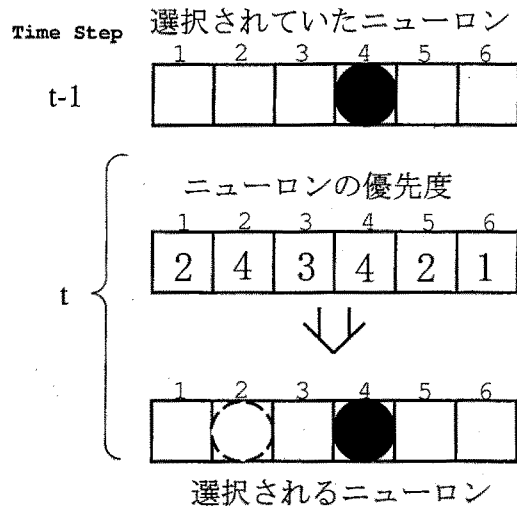 Time Step
選択されていたニューロン
1 2 3 4 5 6
t-1
ニューロンの優先度
1 2 3 4 5 6
2 4 3 4 2 1
t
1 2 3 4 5 6
選択されるニューロン